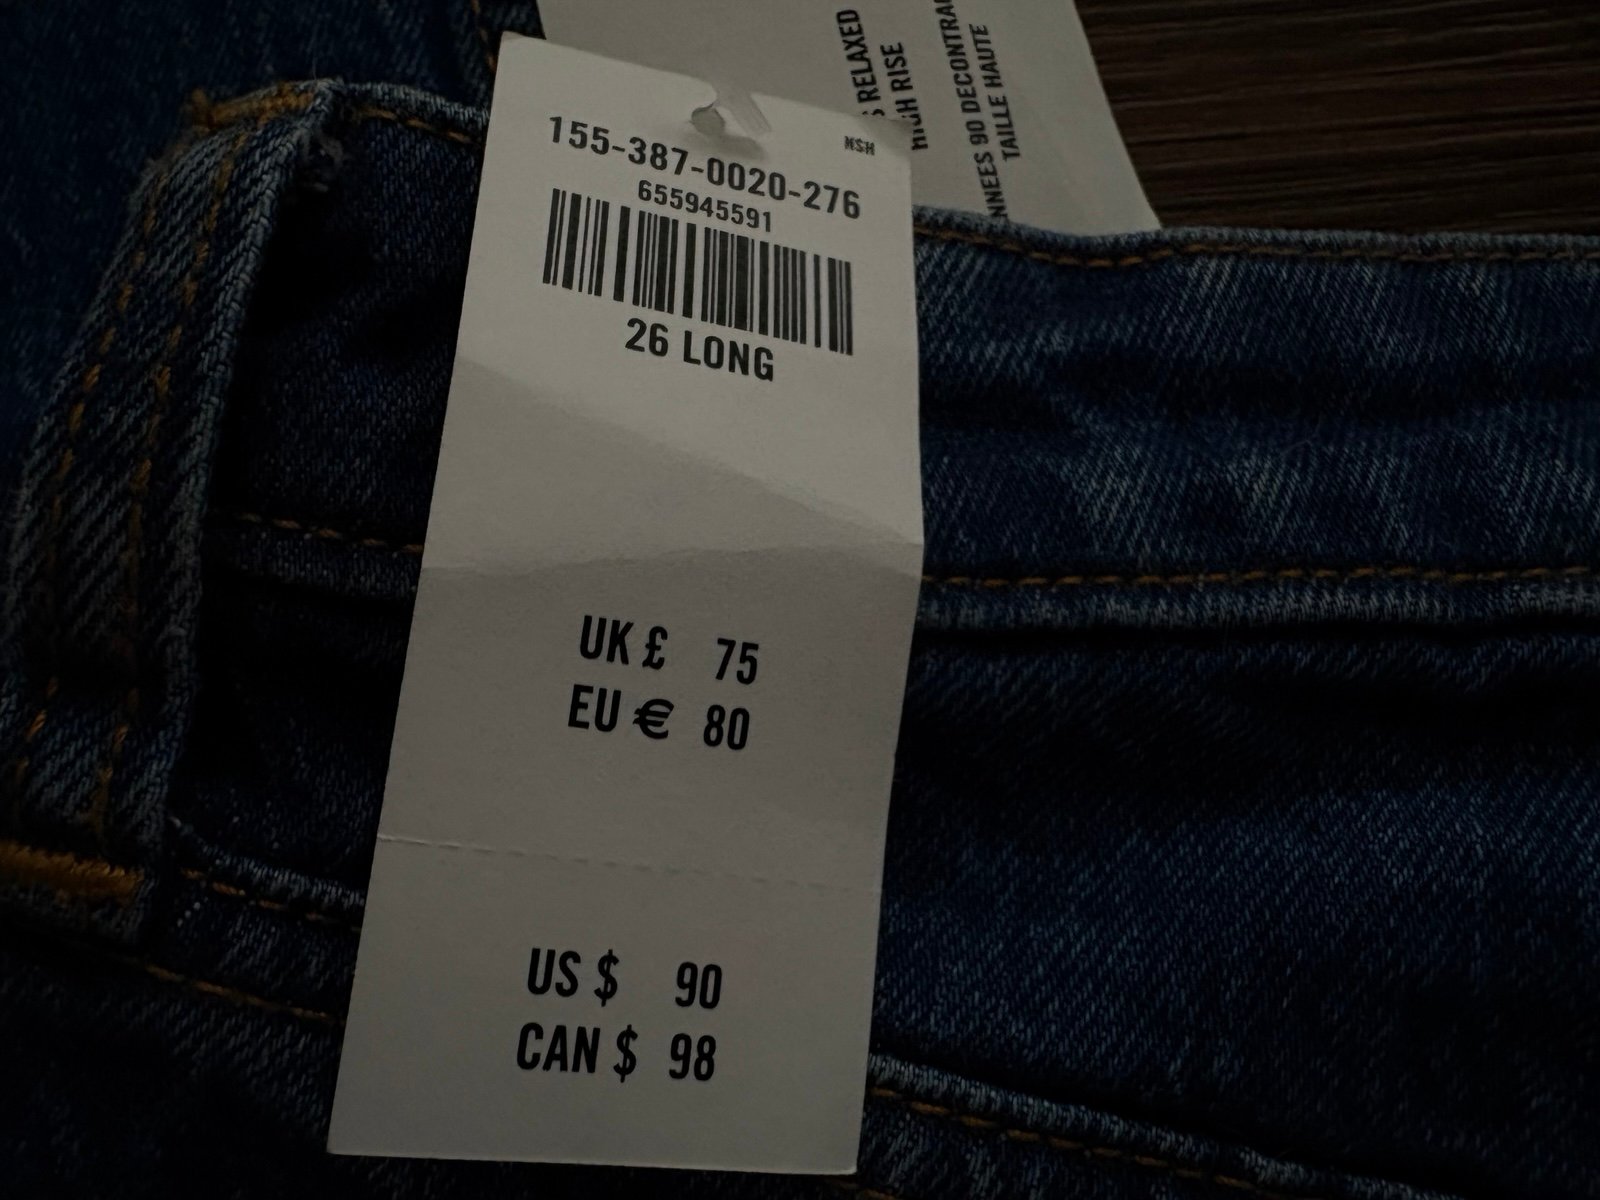 155-387-0020-276
NSH
655945591
26 LONG
UK £ 75
EU € 80
US $ 90
CAN $ 98
RELAXED
HIGH RISE
90
TAILLE HAUTE